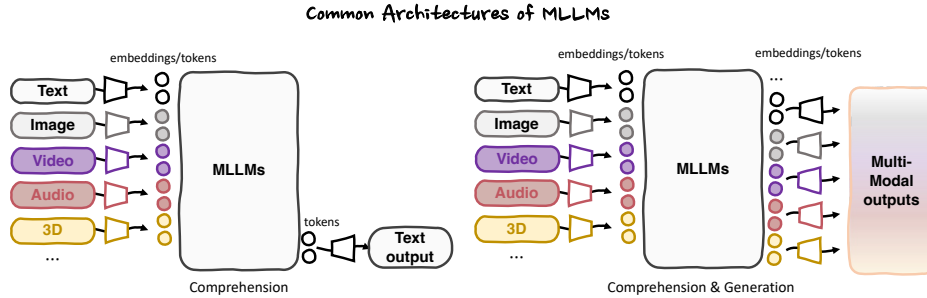 Common Architectures of MLLMs
embeddings/tokens
Text
Image
Video
Audio
3D
...
MLLMs
tokens
Text
output
Comprehension
embeddings/tokens
Text
Image
Video
Audio
3D
...
MLLMs
embeddings/tokens
...
Multi-
Modal
outputs
Comprehension & Generation